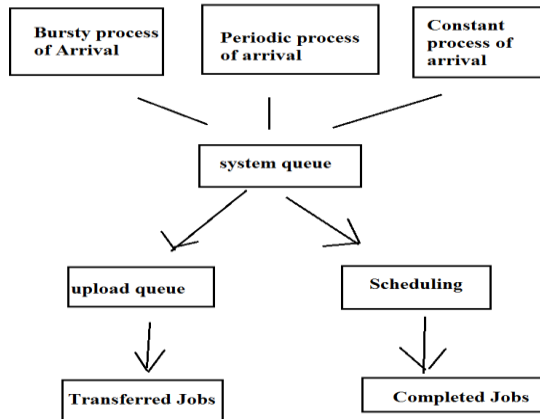 Bursty process
of Arrival
Periodic process
of arrival
Constant
process of
arrival
system queue
upload queue
Scheduling
Transferred Jobs
Completed Jobs